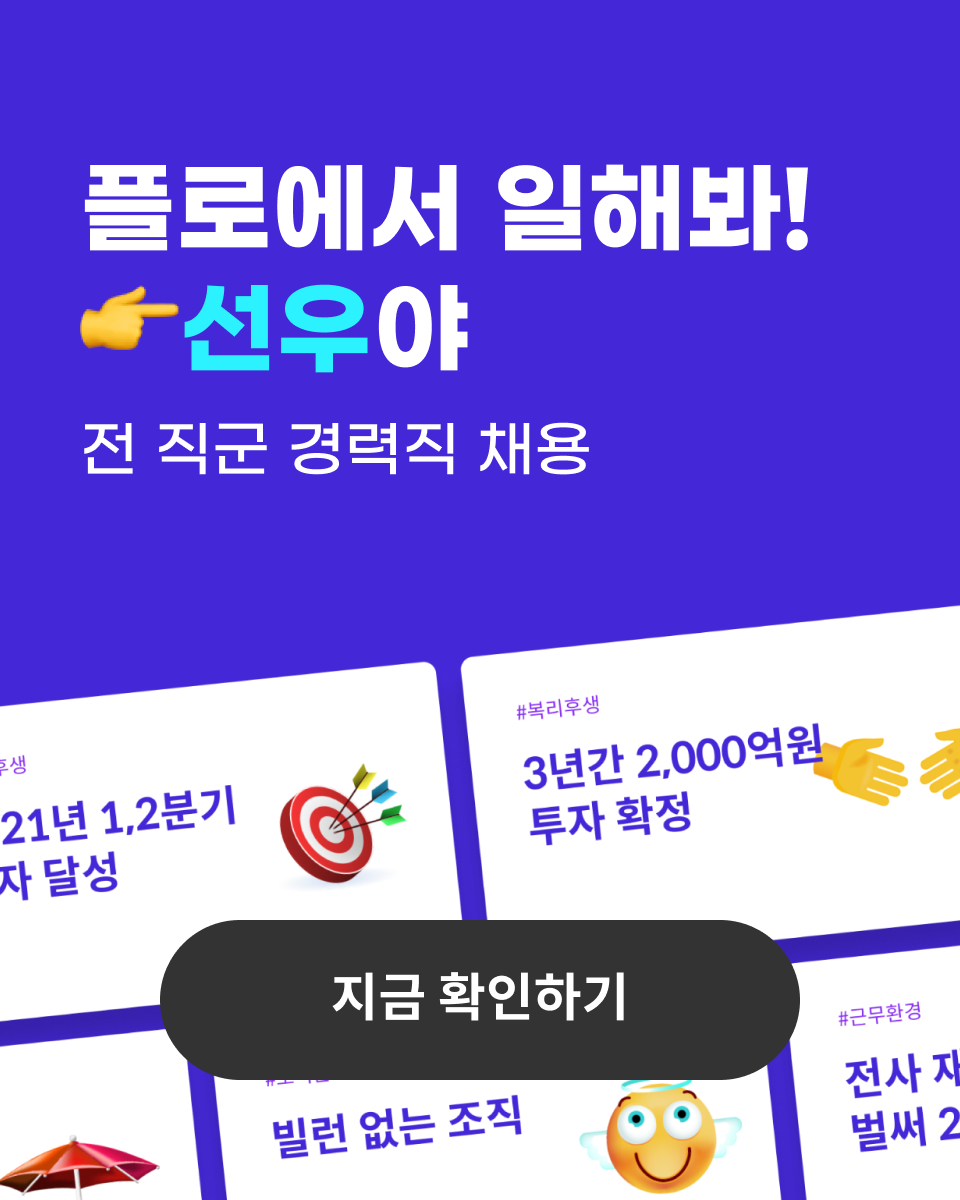 플로에서 일해봐!
선우야
전 직군 경력직 채용
#복리후생
3년간 2,000억원
투자 확정
후생
21년 1,2분기
자 달성
지금 확인하기
#근무환경
전사 재
벌써 2
빌런 없는 조직